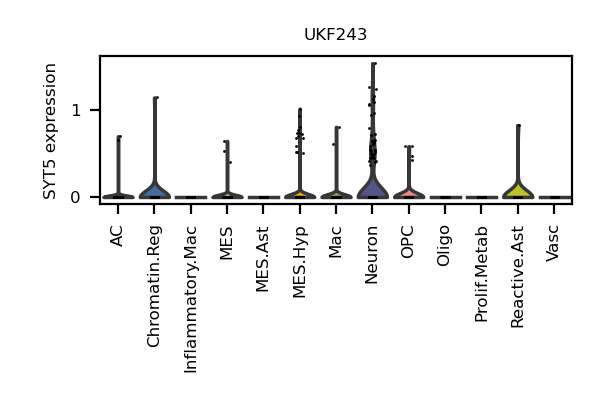 UKF243
SYT5 expression
1
0
AC
Chromatin.Reg
Inflammatory.Mac
MES
MES.Ast
MES.Hyp
Mac
Neuron
OPC
Oligo
Prolif.Metab
Reactive.Ast
Vasc